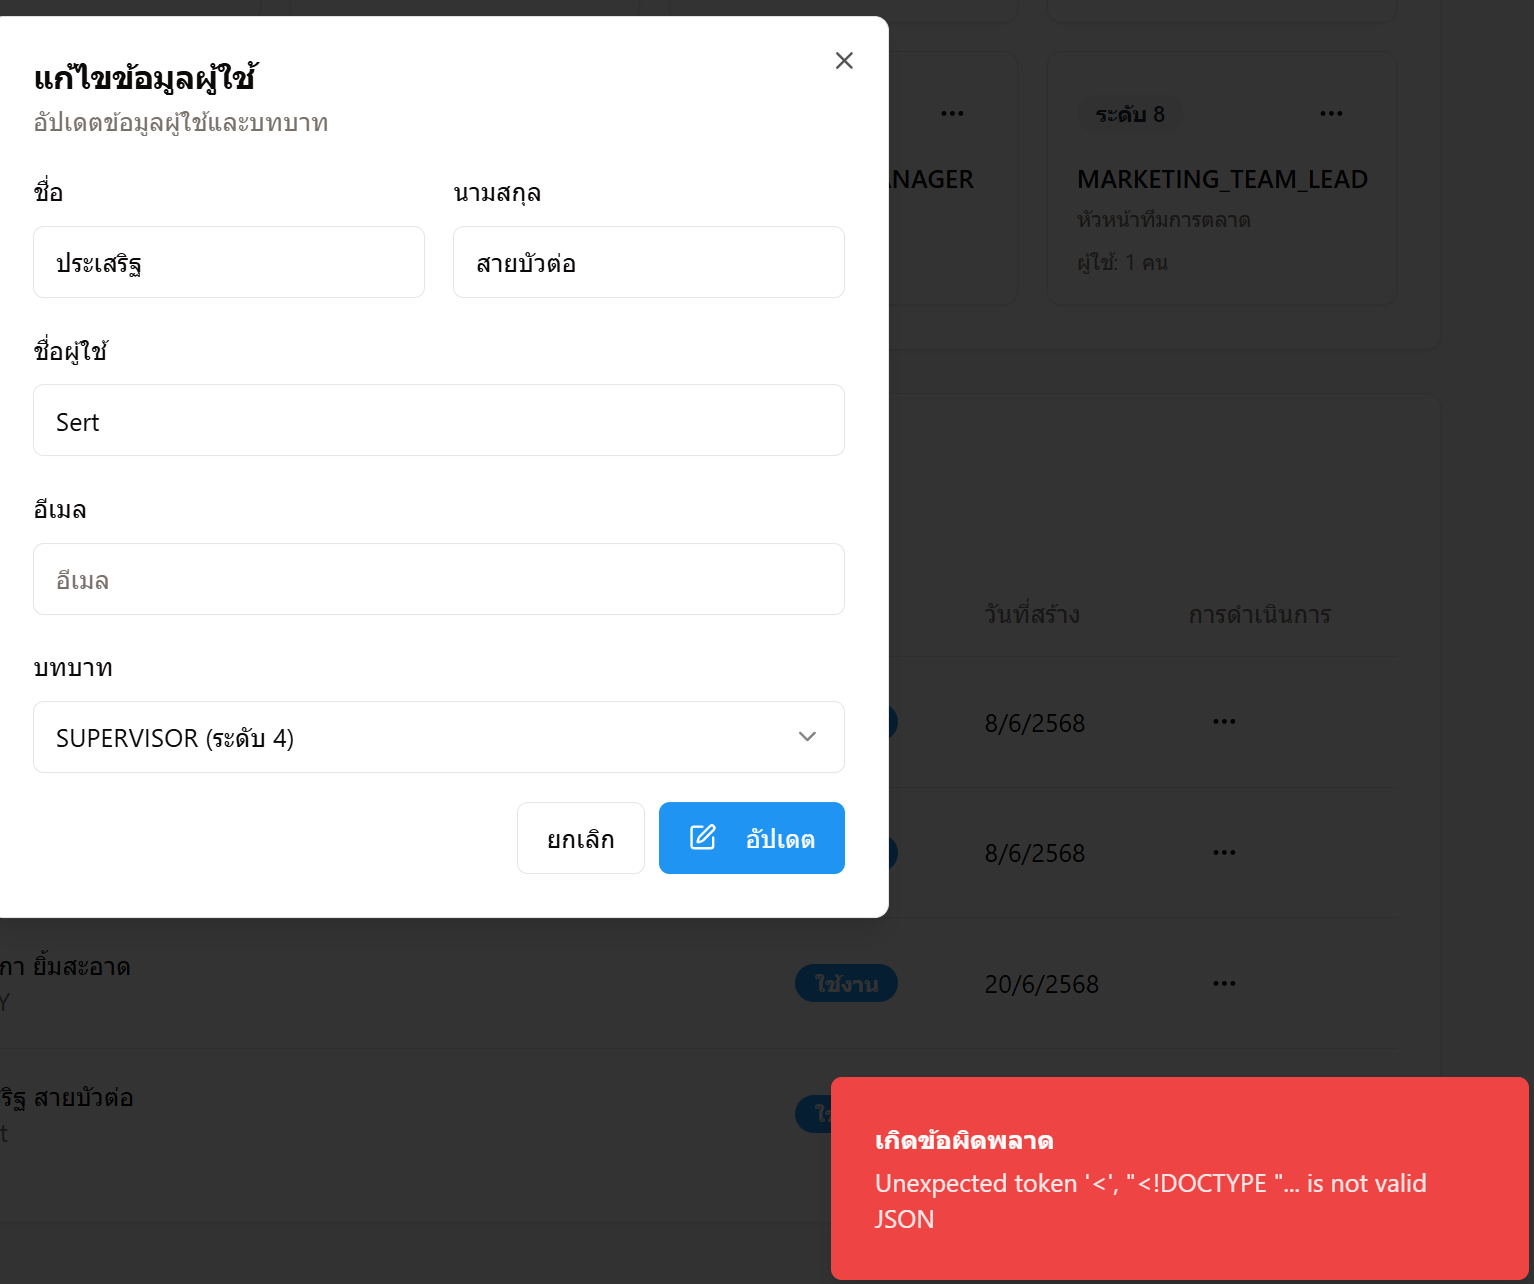 แก้ไขข้อมูลผู้ใช้
อัปเดตข้อมูลผู้ใช้และบทบาท
ชื่อ
นามสกุล
ประเสริฐ
สายบัวต่อ
ชื่อผู้ใช้
Sert
อีเมล
อีเมล
บทบาท
SUPERVISOR (ระดับ 4)
ยกเลิก
อัปเดต
ANAGER
ระดับ 8
MARKETING_TEAM_LEAD
หัวหน้าทีมการตลาด
ผู้ใช้: 1 คน
วันที่สร้าง
การดำเนินการ
8/6/2568
8/6/2568
กา ยิ้มสะอาด
Y
ใช้งาน
20/6/2568
ริฐ สายบัวต่อ
t
เกิดข้อผิดพลาด
Unexpected token '<', "<!DOCTYPE "... is not valid
JSON